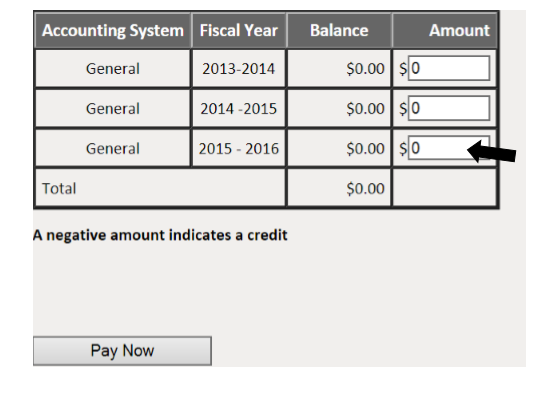 Accounting System Fiscal Year Balance Amount
General 2013-2014 $0.00 $0
General 2014 -2015 $0.00 $0
General 2015 - 2016 $0.00 $0
Total $0.00
A negative amount indicates a credit
Pay Now